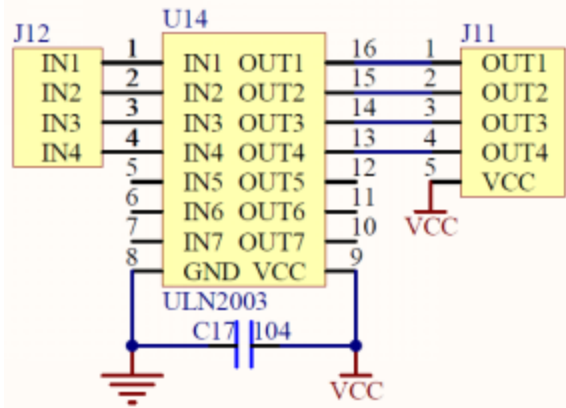 U14
J12
J11
1 IN1 OUT1 16 1 OUT1
IN1
2 IN2 OUT2 15 2 OUT2
IN2
3 IN3 OUT3 14 3 OUT3
IN3
4 IN4 OUT4 13 4 OUT4
IN4
5 IN5 OUT5 12 5 VCC
6 IN6 OUT6 11
7 IN7 OUT7 10
VCC
8 GND VCC 9
ULN2003
C17 104
VCC